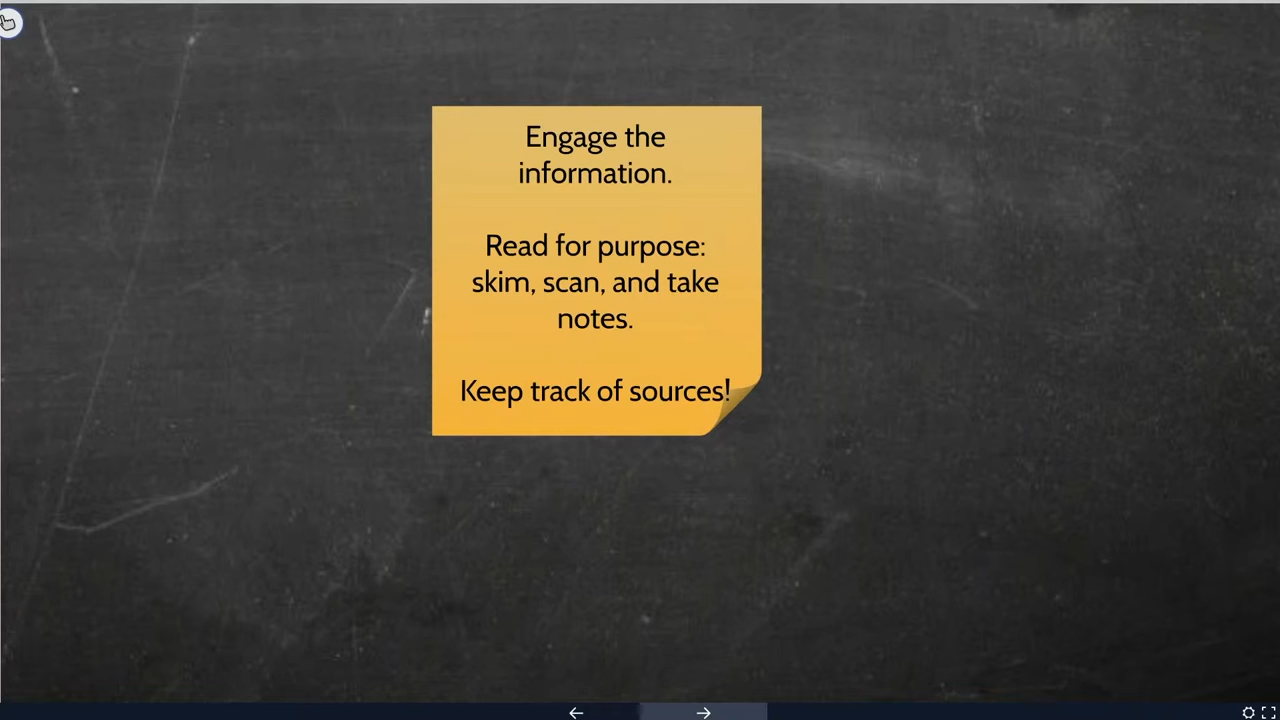 Engage the
information.
Read for purpose:
skim, scan, and take
notes.
Keep track of sources!